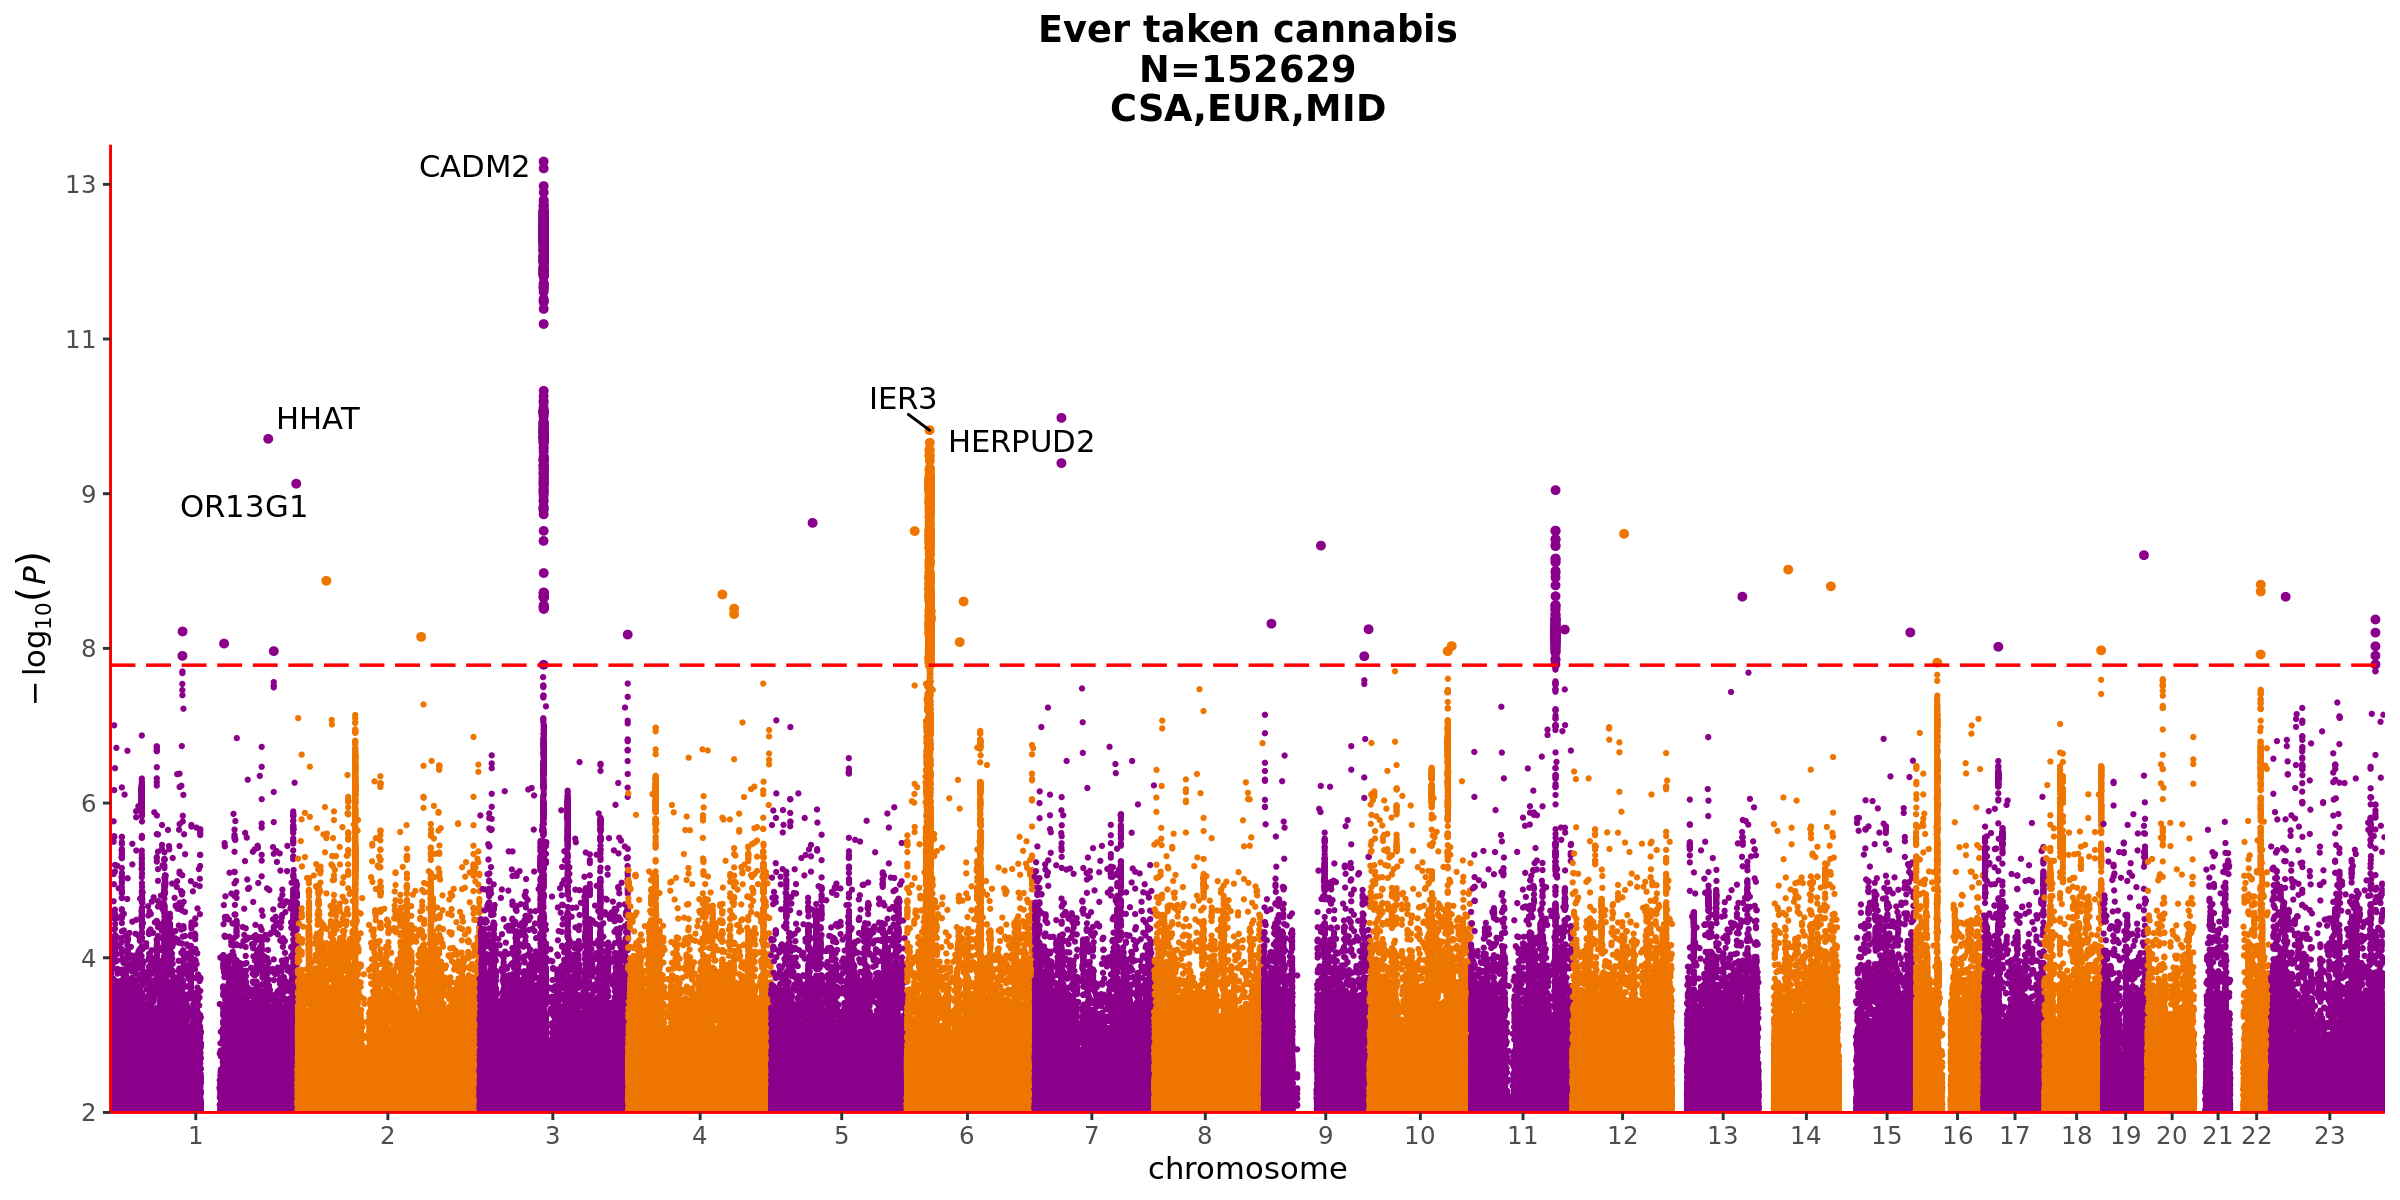 Ever taken cannabis
N=152629
CSA,EUR,MID
CADM2
IER3
HHAT
HERPUD2
OR13G1
13
11
9
8
6
4
2
−log10(P)
1 2 3 4 5 6 7 8 9 10 11 12 13 14 15 16 17 18 19 20 21 22 23
chromosome